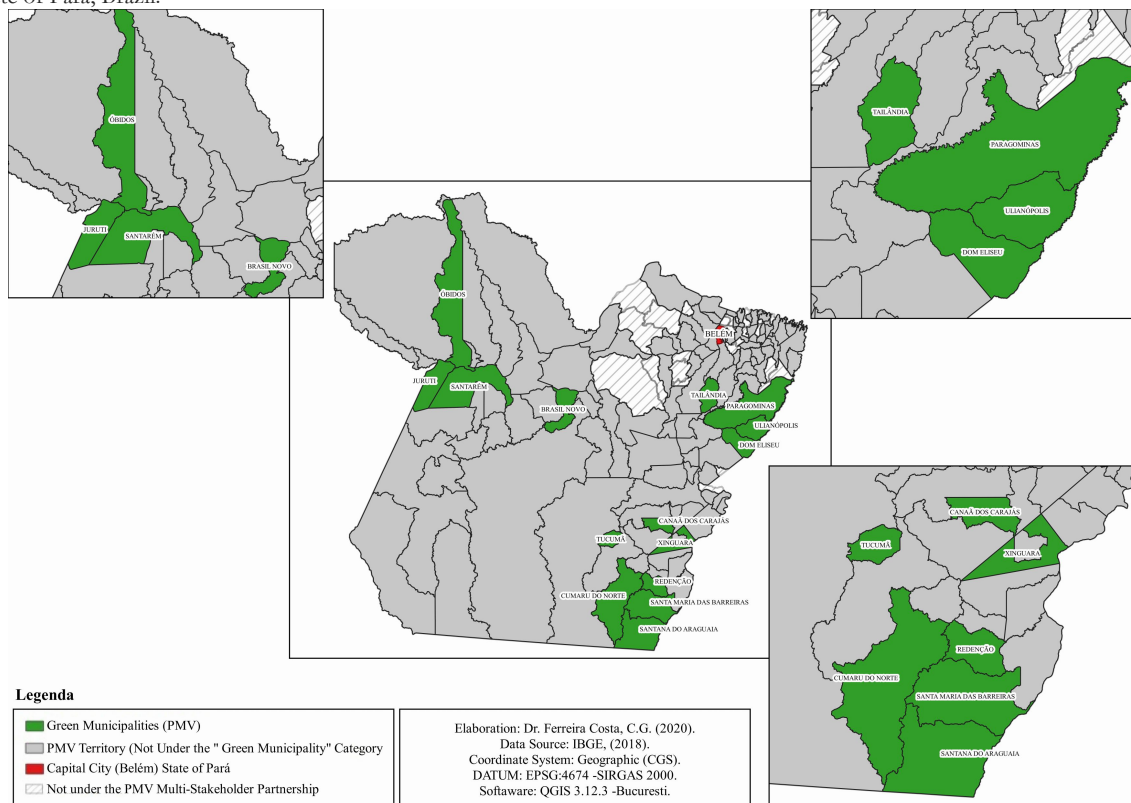 te of Pará, Brazil.
ÓBIDOS
JURUTI
SANTARÉM
BRASIL NOVO
TAILÂNDIA
PARAGOMINAS
ULIANÓPOLIS
DOM ELISEU
ÓBIDOS
BELÉM
JURUTI
SANTARÉM
BRASIL NOVO
TAILÂNDIA
PARAGOMINAS
ULIANÓPOLIS
DOM ELISEU
CANAÃ DOS CARAJÁS
TUCUMÃ
XINGUARA
REDENÇÃO
CUMARU DO NORTE
SANTA MARIA DAS BARREIRAS
SANTANA DO ARAGUAIA
CANAÃ DOS CARAJÁS
TUCUMÃ
XINGUARA
REDENÇÃO
CUMARU DO NORTE
SANTA MARIA DAS BARREIRAS
SANTANA DO ARAGUAIA
Legenda
Green Municipalities (PMV)
PMV Territory (Not Under the " Green Municipality" Category
Capital City (Belém) State of Pará
Not under the PMV Multi-Stakeholder Partnership
Elaboration: Dr. Ferreira Costa, C.G. (2020).
Data Source: IBGE, (2018).
Coordinate System: Geographic (CGS).
DATUM: EPSG:4674 -SIRGAS 2000.
Softaware: QGIS 3.12.3 -Bucuresti.